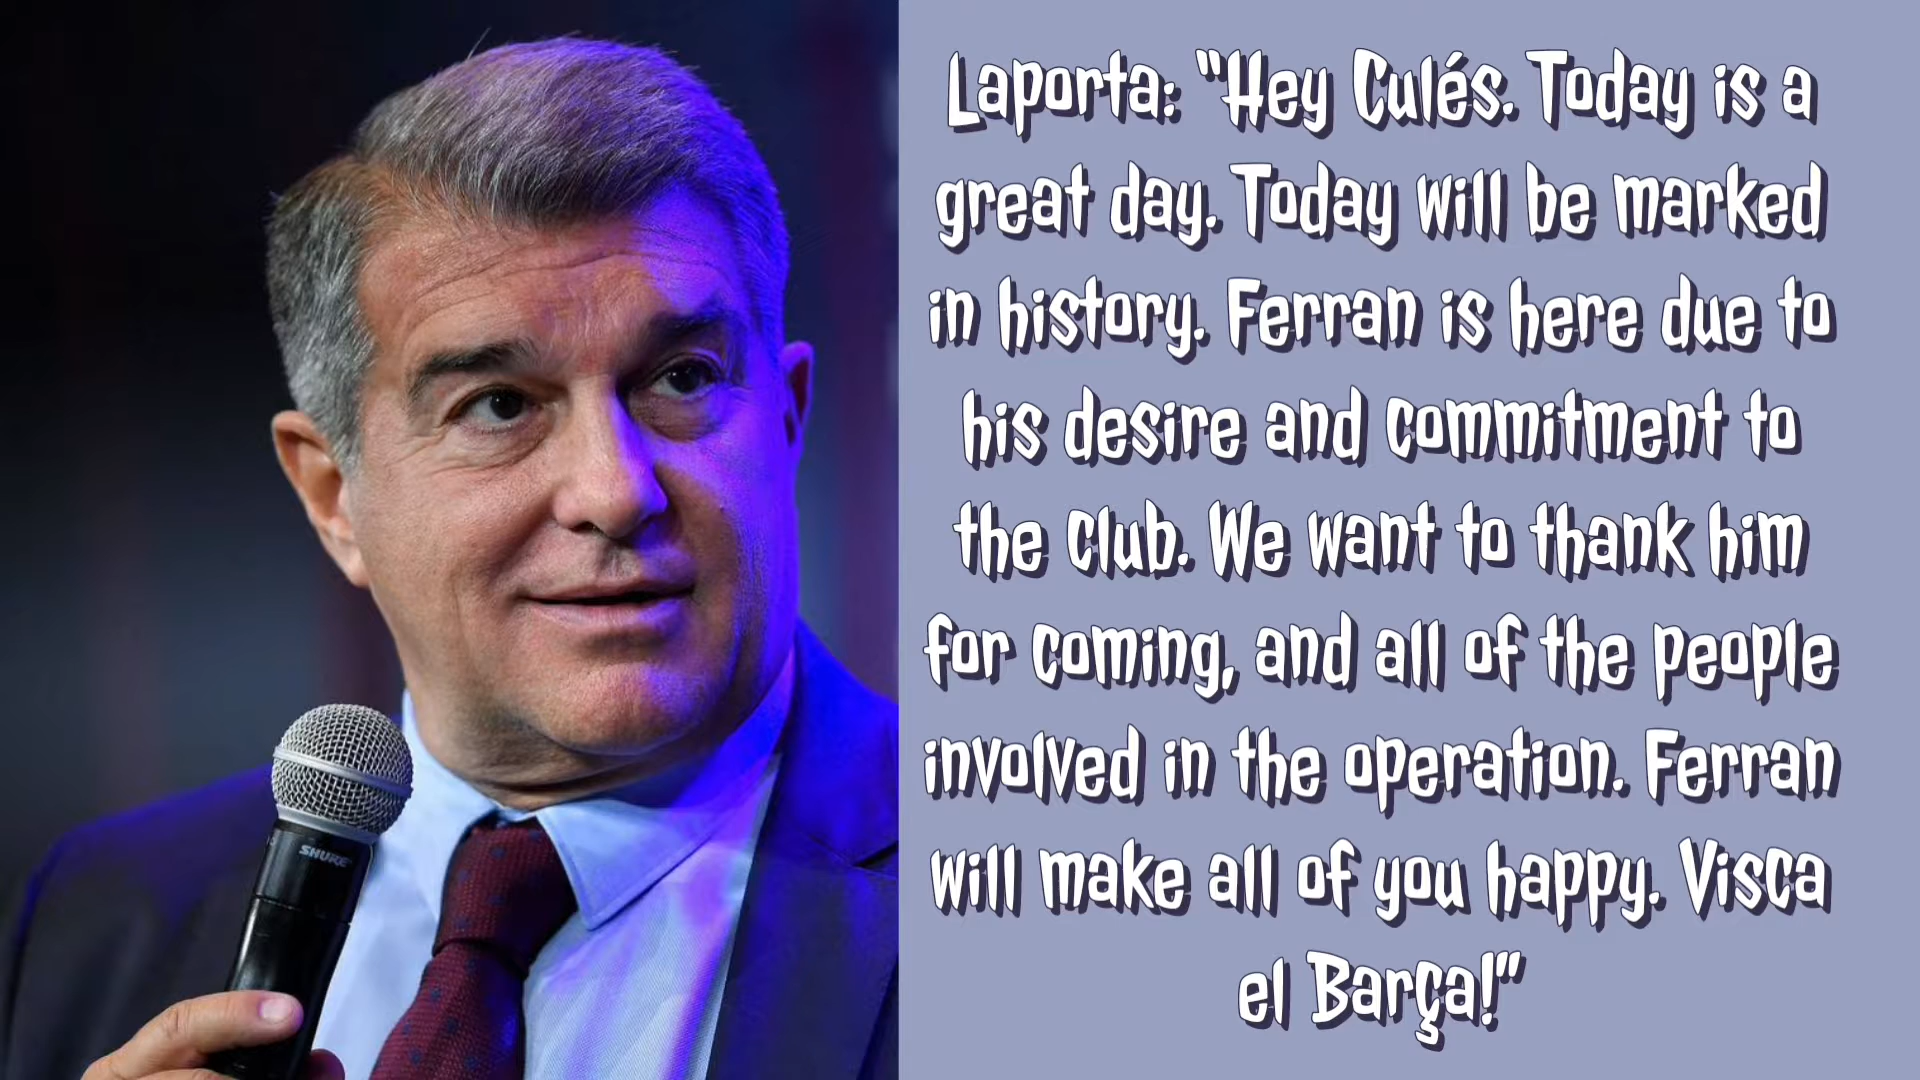 Laporta: "Hey Culés. Today is a
great day. Today will be marked
in history. Ferran is here due to
his desire and commitment to
the club. We want to thank him
for coming, and all of the people
involved in the operation. Ferran
will make all of you happy. Visca
el Barça!"
SHURE